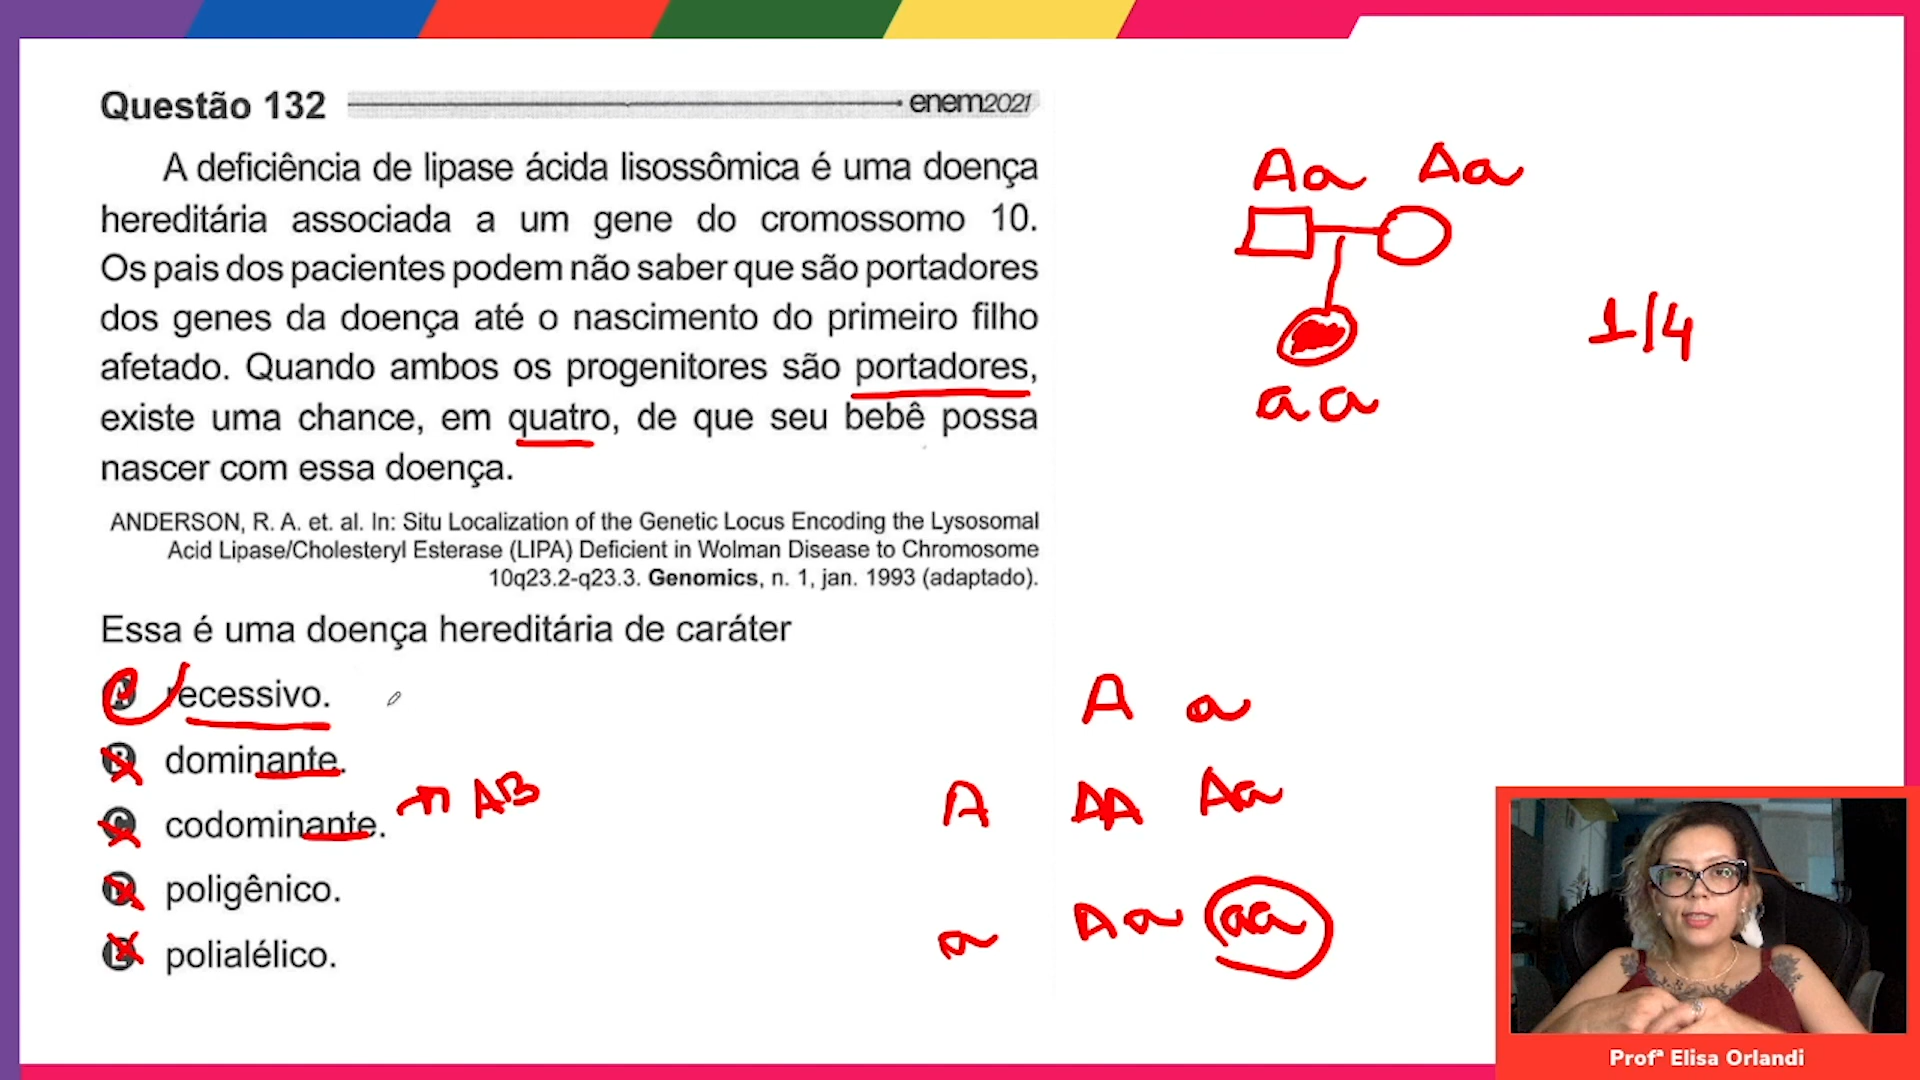 Questão 132
enem2021
A deficiência de lipase ácida lisossômica é uma doença
hereditária associada a um gene do cromossomo 10.
Os pais dos pacientes podem não saber que são portadores
dos genes da doença até o nascimento do primeiro filho
afetado. Quando ambos os progenitores são portadores,
existe uma chance, em quatro, de que seu bebê possa
nascer com essa doença.
ANDERSON, R. A. et. al. In: Situ Localization of the Genetic Locus Encoding the Lysosomal
Acid Lipase/Cholesteryl Esterase (LIPA) Deficient in Wolman Disease to Chromosome
10q23.2-q23.3. Genomics, n. 1, jan. 1993 (adaptado).
Essa é uma doença hereditária de caráter
A recessivo.
B dominante.
C codominante.
AB
D poligênico.
E polialélico.
Aa Aa
aa
1/4
A a
A AA Aa
a Aa aa
Profª Elisa Orlandi